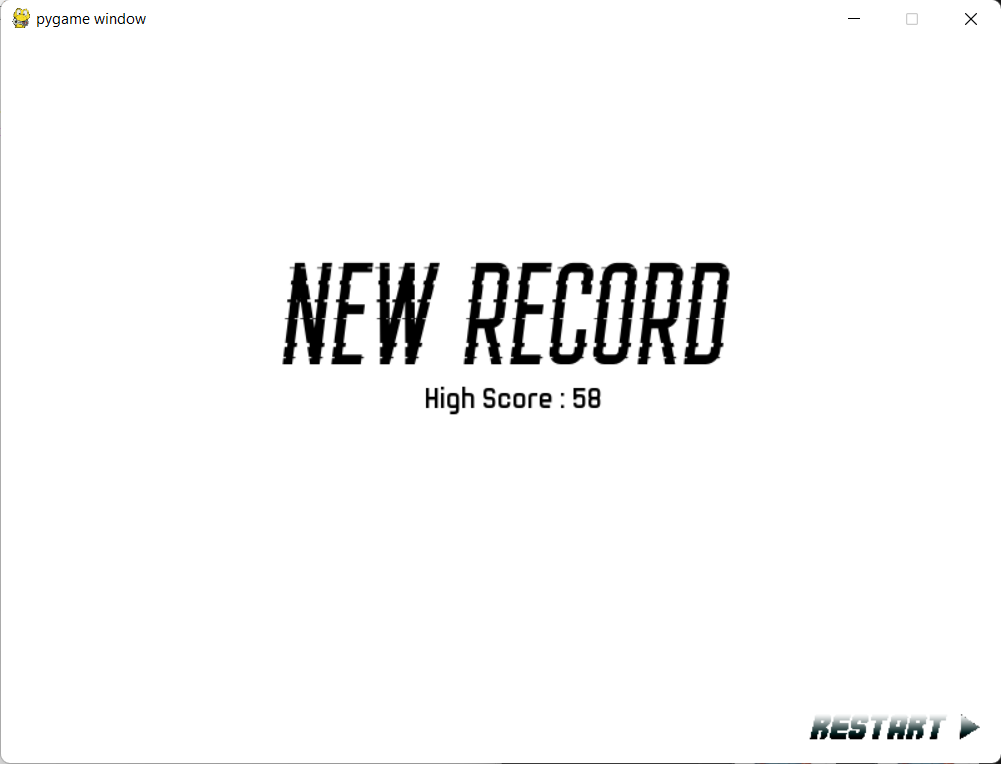 pygame window
NEW RECORD
High Score : 58
RESTART